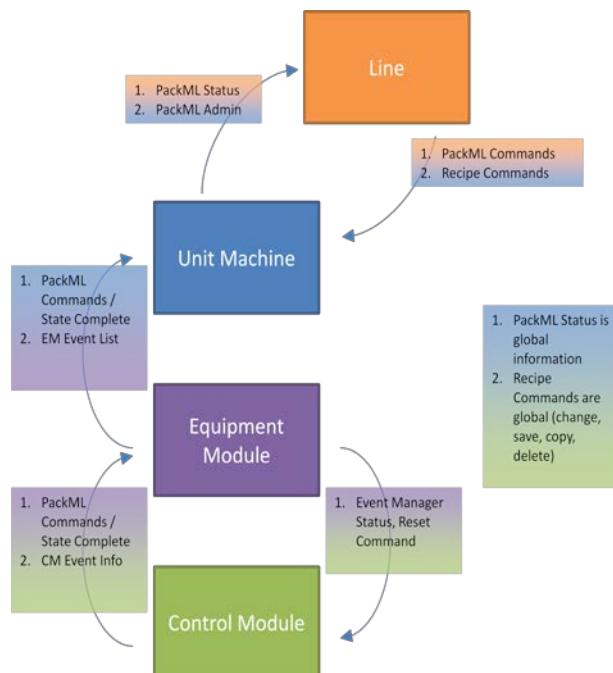 Line
1. PackML Status
2. PackML Admin
1. PackML Commands
2. Recipe Commands
Unit Machine
1. PackML
Commands /
State Complete
2. EM Event List
1. PackML Status is
global
information
2. Recipe
Commands are
global (change,
save, copy,
delete)
Equipment
Module
1. PackML
Commands /
State Complete
2. CM Event Info
1. Event Manager
Status, Reset
Command
Control Module